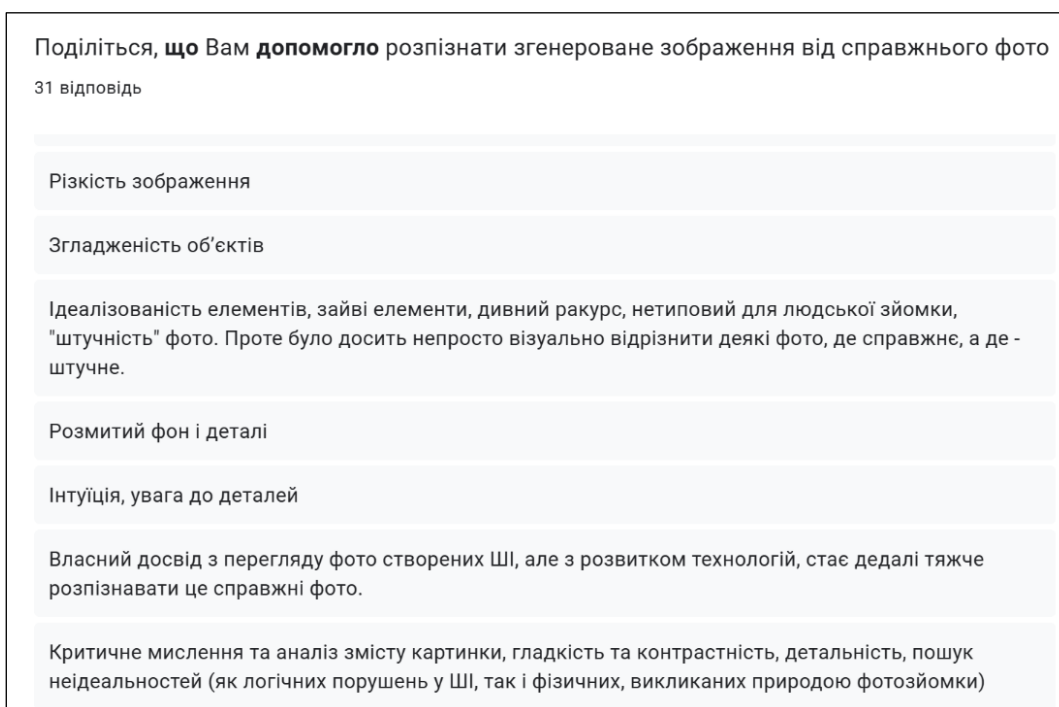 Поділіться, що Вам допомогло розпізнати згенероване зображення від справжнього фото
31 відповідь
Різкість зображення
Згладженість об’єктів
Ідеалізованість елементів, зайві елементи, дивний ракурс, нетиповий для людської зйомки,
"штучність" фото. Проте було досить непросто візуально відрізнити деякі фото, де справжнє, а де -
штучне.
Розмитий фон і деталі
Інтуїція, увага до деталей
Власний досвід з перегляду фото створених ШІ, але з розвитком технологій, стає дедалі тяжче
розпізнавати це справжні фото.
Критичне мислення та аналіз змісту картинки, гладкість та контрастність, детальність, пошук
неідеальностей (як логічних порушень у ШІ, так і фізичних, викликаних природою фотозйомки)